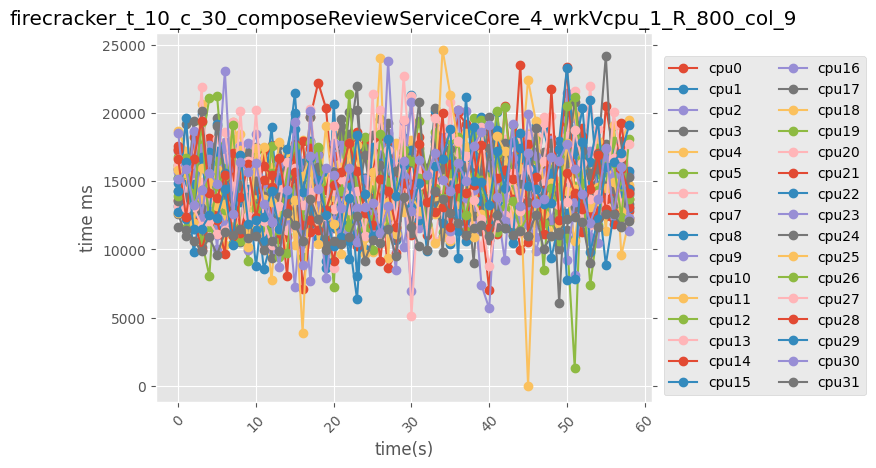 firecracker_t_10_c_30_composeReviewServiceCore_4_wrkVcpu_1_R_800_col_9
25000
20000
15000
10000
5000
0
time ms
0 10 20 30 40 50 60
time(s)
cpu0 cpu16
cpu1 cpu17
cpu2 cpu18
cpu3 cpu19
cpu4 cpu20
cpu5 cpu21
cpu6 cpu22
cpu7 cpu23
cpu8 cpu24
cpu9 cpu25
cpu10 cpu26
cpu11 cpu27
cpu12 cpu28
cpu13 cpu29
cpu14 cpu30
cpu15 cpu31